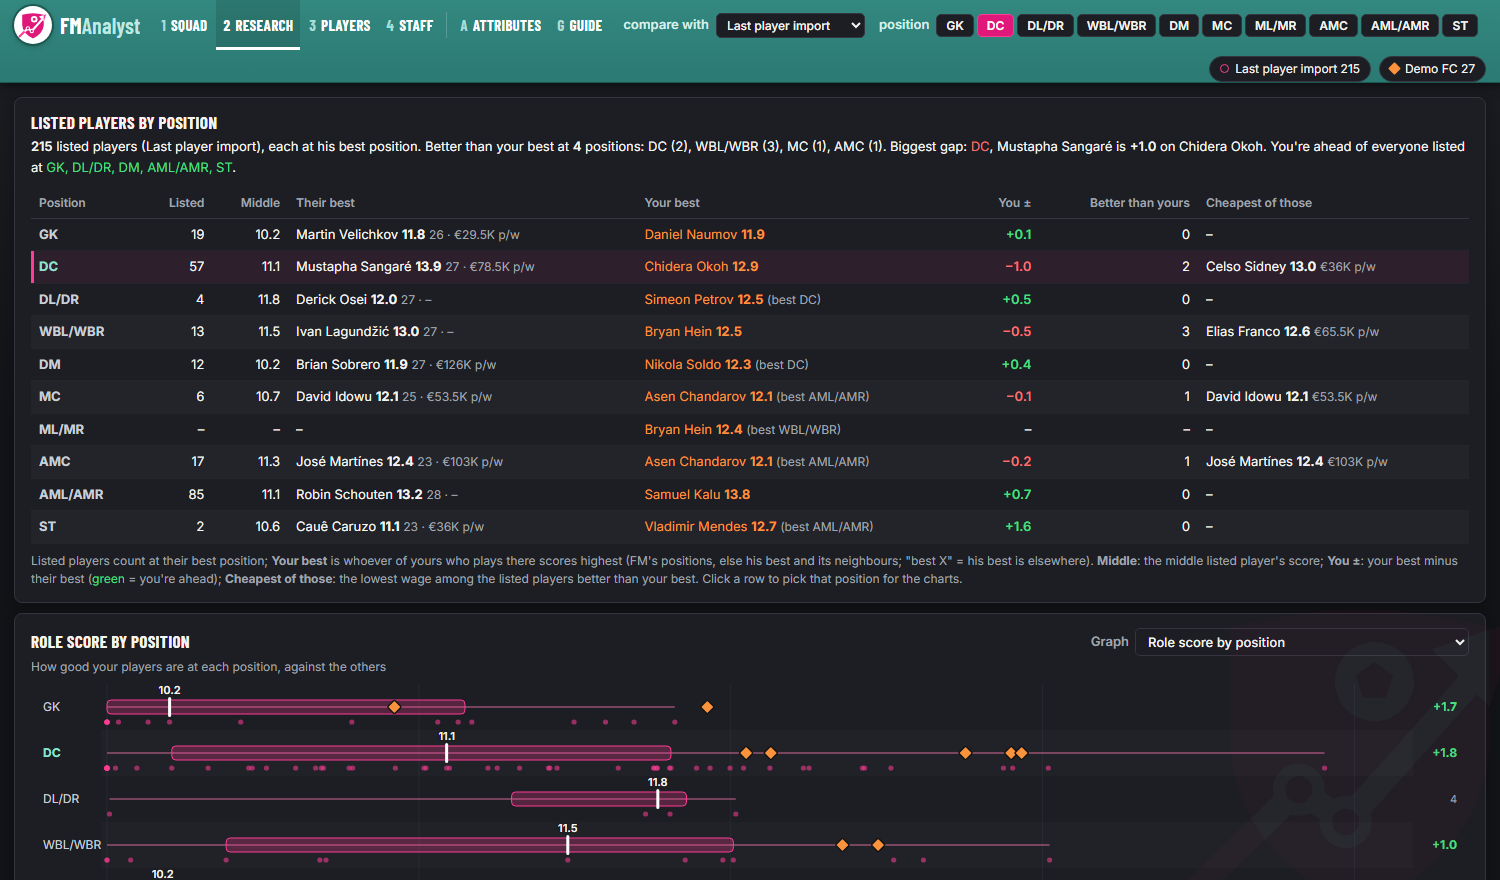 FMAnalyst 1 SQUAD 2 RESEARCH 3 PLAYERS 4 STAFF A ATTRIBUTES G GUIDE compare with Last player import position GK DC DL/DR WBL/WBR DM MC ML/MR AMC AML/AMR ST
Last player import 215 Demo FC 27
LISTED PLAYERS BY POSITION
215 listed players (Last player import), each at his best position. Better than your best at 4 positions: DC (2), WBL/WBR (3), MC (1), AMC (1). Biggest gap: DC, Mustapha Sangaré is +1.0 on Chidera Okoh. You're ahead of everyone listed
at GK, DL/DR, DM, AML/AMR, ST.
Position Listed Middle Their best Your best You ± Better than yours Cheapest of those
GK 19 10.2 Martin Velichkov 11.8 26 · €29.5K p/w Daniel Naumov 11.9 +0.1 0 –
DC 57 11.1 Mustapha Sangaré 13.9 27 · €78.5K p/w Chidera Okoh 12.9 −1.0 2 Celso Sidney 13.0 €36K p/w
DL/DR 4 11.8 Derick Osei 12.0 27 · – Simeon Petrov 12.5 (best DC) +0.5 0 –
WBL/WBR 13 11.5 Ivan Lagundžić 13.0 27 · – Bryan Hein 12.5 −0.5 3 Elias Franco 12.6 €65.5K p/w
DM 12 10.2 Brian Sobrero 11.9 27 · €126K p/w Nikola Soldo 12.3 (best DC) +0.4 0 –
MC 6 10.7 David Idowu 12.1 25 · €53.5K p/w Asen Chandarov 12.1 (best AML/AMR) −0.1 1 David Idowu 12.1 €53.5K p/w
ML/MR – – – Bryan Hein 12.4 (best WBL/WBR) – – –
AMC 17 11.3 José Martínes 12.4 23 · €103K p/w Asen Chandarov 12.1 (best AML/AMR) −0.2 1 José Martínes 12.4 €103K p/w
AML/AMR 85 11.1 Robin Schouten 13.2 28 · – Samuel Kalu 13.8 +0.7 0 –
ST 2 10.6 Cauê Caruzo 11.1 23 · €36K p/w Vladimir Mendes 12.7 (best AML/AMR) +1.6 0 –
Listed players count at their best position; Your best is whoever of yours who plays there scores highest (FM's positions, else his best and its neighbours; "best X" = his best is elsewhere). Middle: the middle listed player's score; You ±: your best minus
their best (green = you're ahead); Cheapest of those: the lowest wage among the listed players better than your best. Click a row to pick that position for the charts.
ROLE SCORE BY POSITION Graph Role score by position
How good your players are at each position, against the others
10.2
GK +1.7
11.1
DC +1.8
11.8
DL/DR 4
11.5
WBL/WBR +1.0
10.2